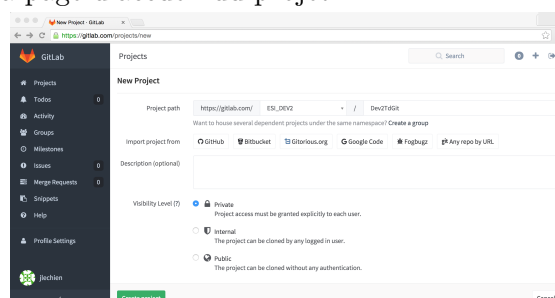 New Project · GitLab
https://gitlab.com/projects/new
GitLab
Projects
Search
0
Projects
Todos 0
Activity
Groups
Milestones
Issues 0
Merge Requests 0
Snippets
Help
Profile Settings
jlechien
New Project
Project path https://gitlab.com/ ESI_DEV2 / Dev2TdGit
Want to house several dependent projects under the same namespace? Create a group
Import project from GitHub Bitbucket Gitorious.org Google Code Fogbugz Any repo by URL
Description (optional)
Visibility Level (?)
Private
Project access must be granted explicitly to each user.
Internal
The project can be cloned by any logged in user.
Public
The project can be cloned without any authentication.
Create project